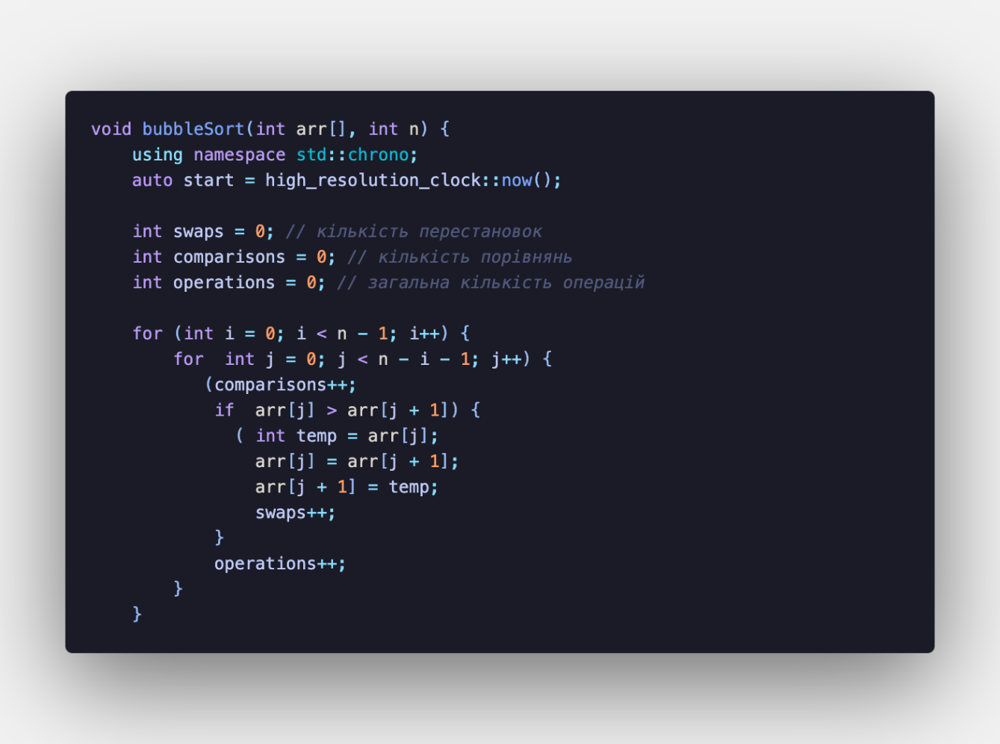 void bubbleSort(int arr[], int n) {
    using namespace std::chrono;
    auto start = high_resolution_clock::now();

    int swaps = 0; // кількість перестановок
    int comparisons = 0; // кількість порівнянь
    int operations = 0; // загальна кількість операцій

    for (int i = 0; i < n - 1; i++) {
        for  int j = 0; j < n - i - 1; j++) {
           (comparisons++;
            if  arr[j] > arr[j + 1]) {
              ( int temp = arr[j];
                arr[j] = arr[j + 1];
                arr[j + 1] = temp;
                swaps++;
            }
            operations++;
        }
    }